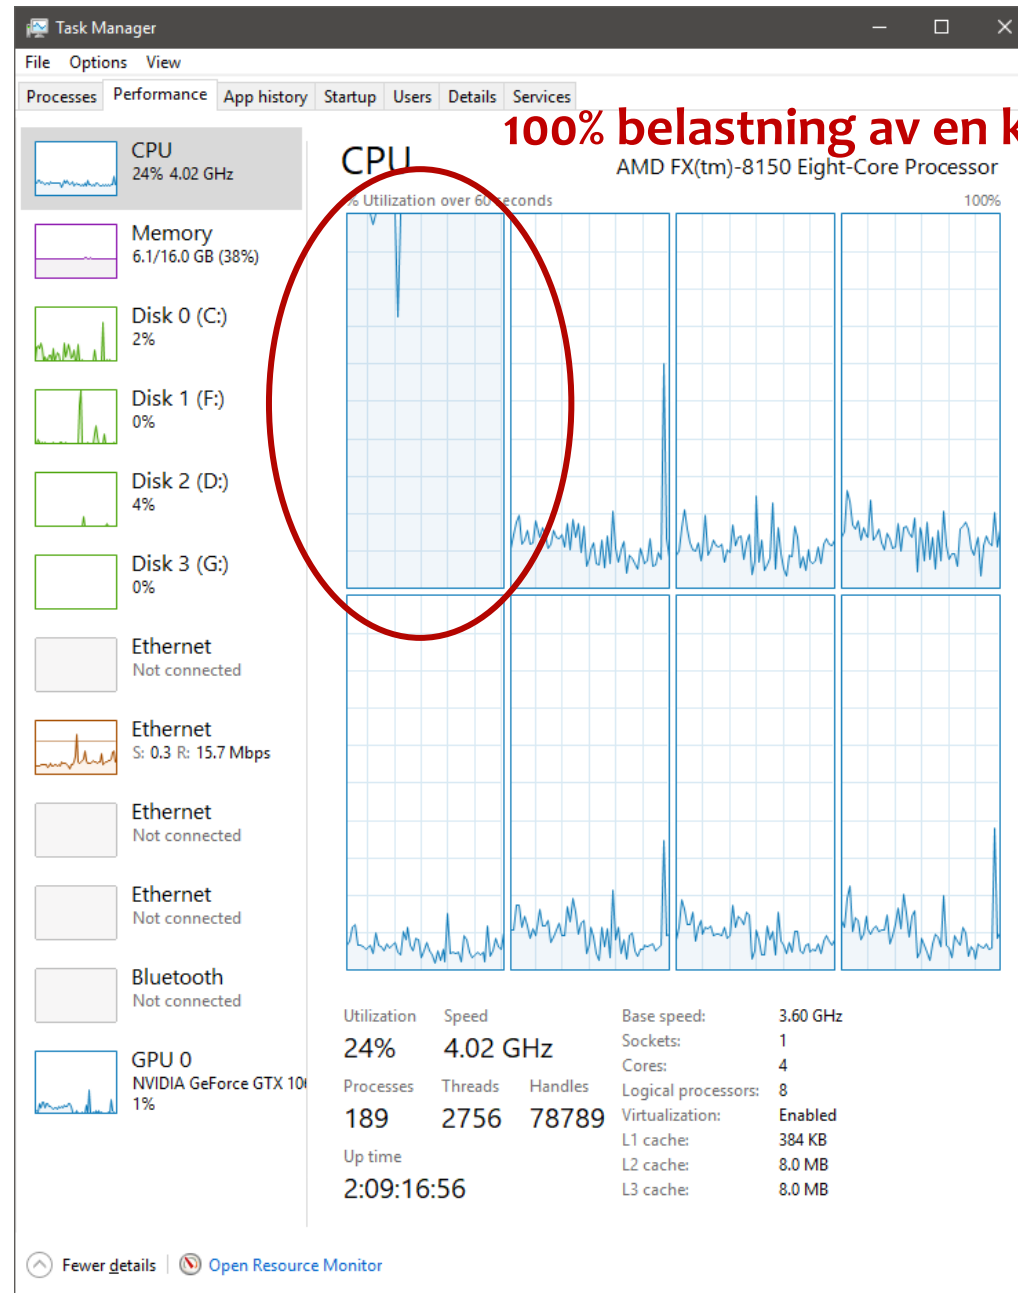 Task Manager
File Options View
Processes Performance App history Startup Users Details Services
100% belastning av en k
CPU
24% 4.02 GHz
Memory
6.1/16.0 GB (38%)
Disk 0 (C:)
2%
Disk 1 (F:)
0%
Disk 2 (D:)
4%
Disk 3 (G:)
0%
Ethernet
Not connected
Ethernet
S: 0.3 R: 15.7 Mbps
Ethernet
Not connected
Ethernet
Not connected
Bluetooth
Not connected
GPU 0
NVIDIA GeForce GTX 10
1%
CPU AMD FX(tm)-8150 Eight-Core Processor
% Utilization over 60 seconds 100%
Utilization Speed
24% 4.02 GHz
Processes Threads Handles
189 2756 78789
Up time
2:09:16:56
Base speed: 3.60 GHz
Sockets: 1
Cores: 4
Logical processors: 8
Virtualization: Enabled
L1 cache: 384 KB
L2 cache: 8.0 MB
L3 cache: 8.0 MB
Fewer details Open Resource Monitor